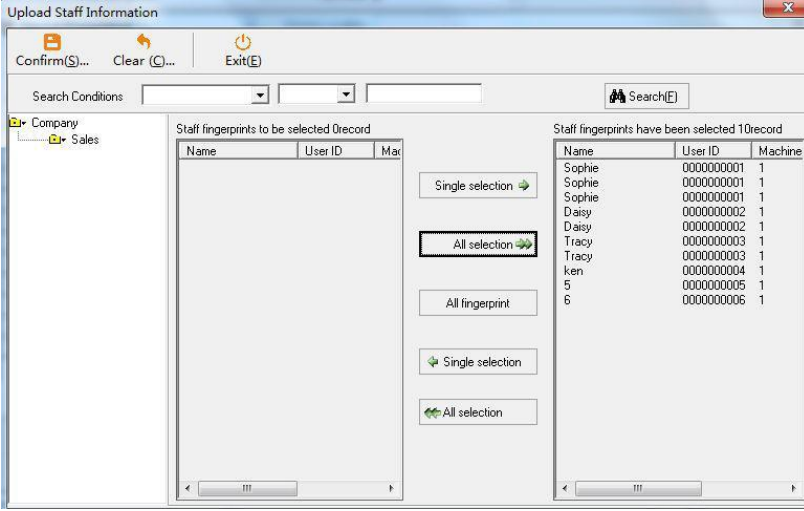 Upload Staff Information
Confirm(S)... Clear (C)... Exit(E)
Search Conditions Search(F)
Company
Sales
Staff fingerprints to be selected 0record
Name User ID Mac
Single selection
All selection
All fingerprint
Single selection
All selection
Staff fingerprints have been selected 10record
Name User ID Machine
Sophie 0000000001 1
Sophie 0000000001 1
Sophie 0000000001 1
Daisy 0000000002 1
Daisy 0000000002 1
Tracy 0000000003 1
Tracy 0000000003 1
ken 0000000004 1
5 0000000005 1
6 0000000006 1